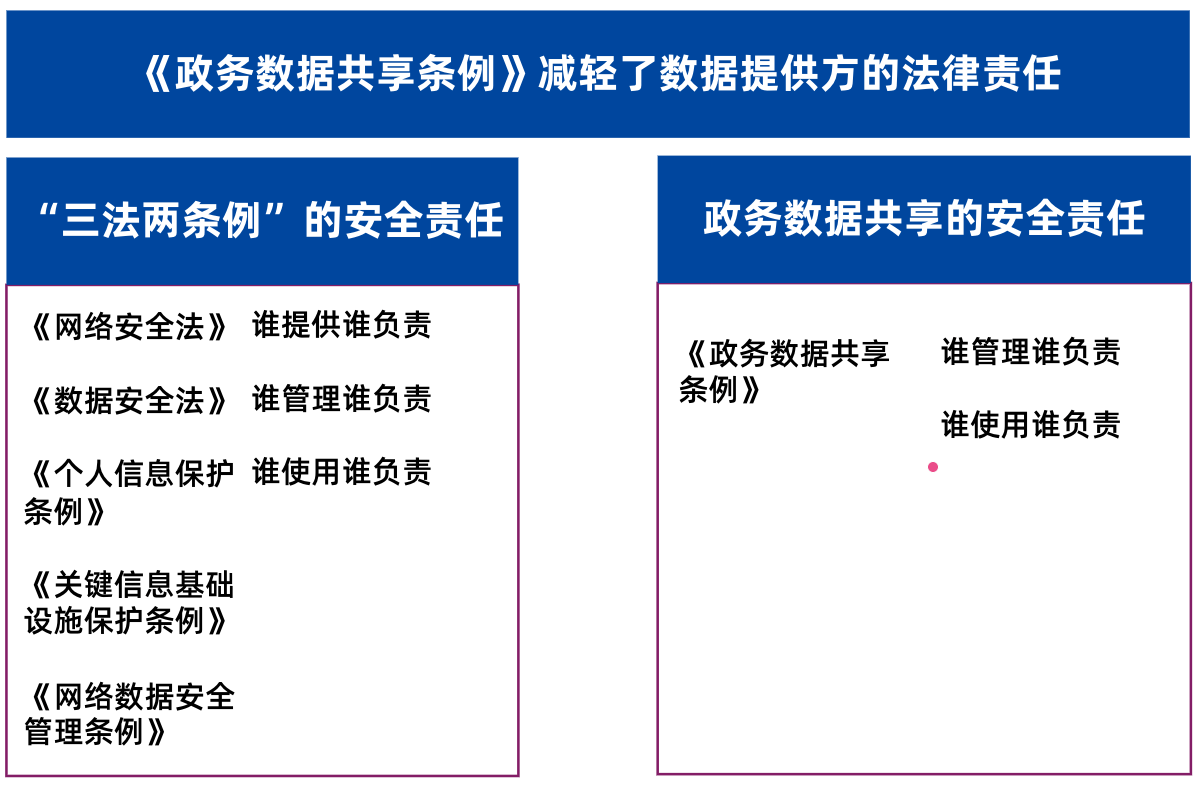 《政务数据共享条例》减轻了数据提供方的法律责任
“三法两条例”的安全责任
《网络安全法》 谁提供谁负责
《数据安全法》 谁管理谁负责
《个人信息保护 谁使用谁负责
条例》
《关键信息基础
设施保护条例》
《网络数据安全
管理条例》
政务数据共享的安全责任
《政务数据共享 谁管理谁负责
条例》
谁使用谁负责